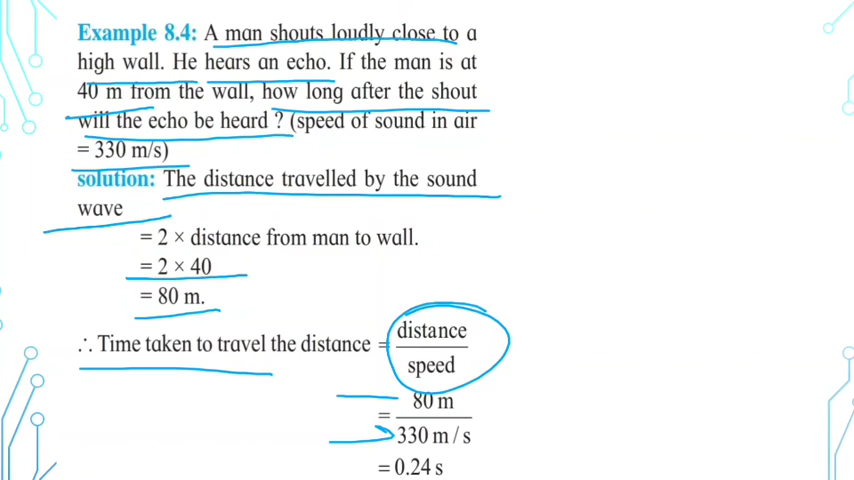 Example 8.4: A man shouts loudly close to a
high wall. He hears an echo. If the man is at
40 m from the wall, how long after the shout
will the echo be heard ? (speed of sound in air
= 330 m/s)
solution: The distance travelled by the sound
wave
= 2 × distance from man to wall.
= 2 × 40
= 80 m.
∴ Time taken to travel the distance = distance / speed
= 80 m / 330 m / s
= 0.24 s